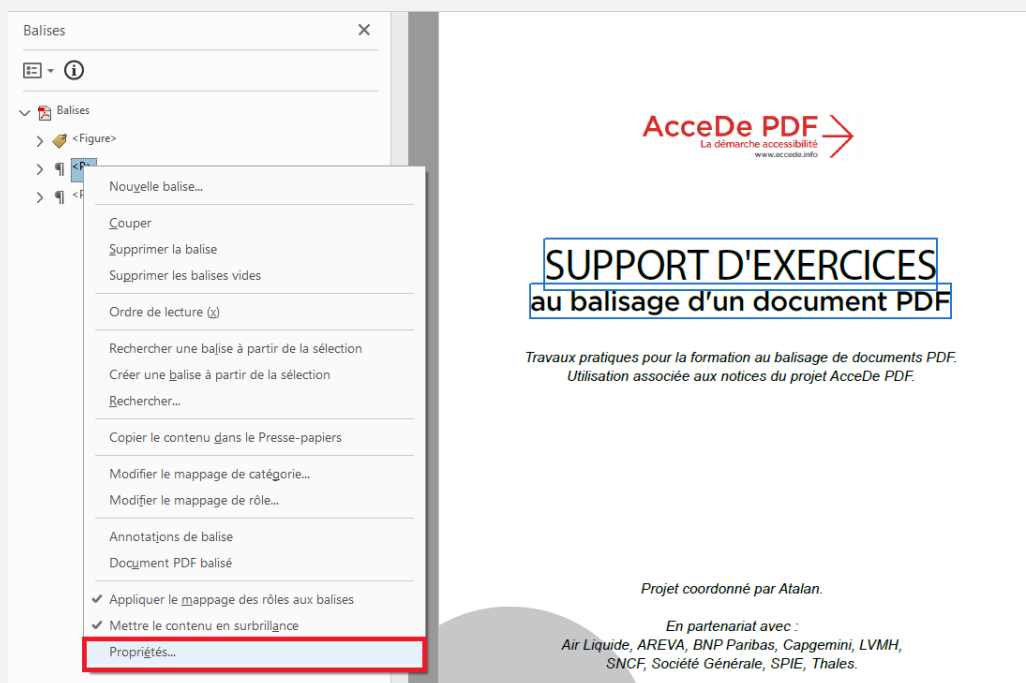 Balises
Balises
<Figure>
<P>
Nouvelle balise...
Couper
Supprimer la balise
Supprimer les balises vides
Ordre de lecture (x)
Rechercher une balise à partir de la sélection
Créer une balise à partir de la sélection
Rechercher...
Copier le contenu dans le Presse-papiers
Modifier le mappage de catégorie...
Modifier le mappage de rôle...
Annotations de balise
Document PDF balisé
Appliquer le mappage des rôles aux balises
Mettre le contenu en surbrillance
Propriétés...
AcceDe PDF
La démarche accessibilité
www.accede.info
SUPPORT D'EXERCICES
au balisage d'un document PDF
Travaux pratiques pour la formation au balisage de documents PDF.
Utilisation associée aux notices du projet AcceDe PDF.
Projet coordonné par Atalan.
En partenariat avec :
Air Liquide, AREVA, BNP Paribas, Capgemini, LVMH,
SNCF, Société Générale, SPIE, Thales.